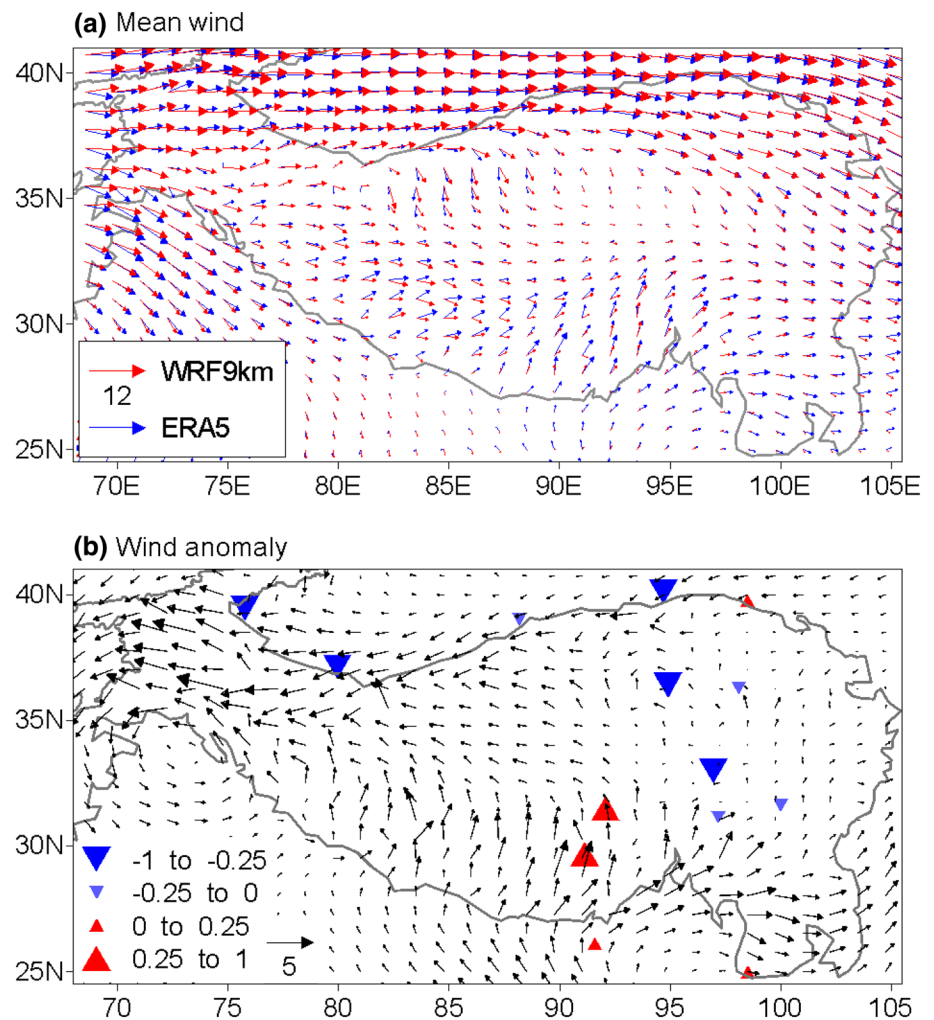 (a) Mean wind
40N
35N
30N
25N
WRF9km
12
ERA5
70E 75E 80E 85E 90E 95E 100E 105E
(b) Wind anomaly
40N
35N
30N
25N
-1 to -0.25
-0.25 to 0
0 to 0.25
0.25 to 1
5
70 75 80 85 90 95 100 105